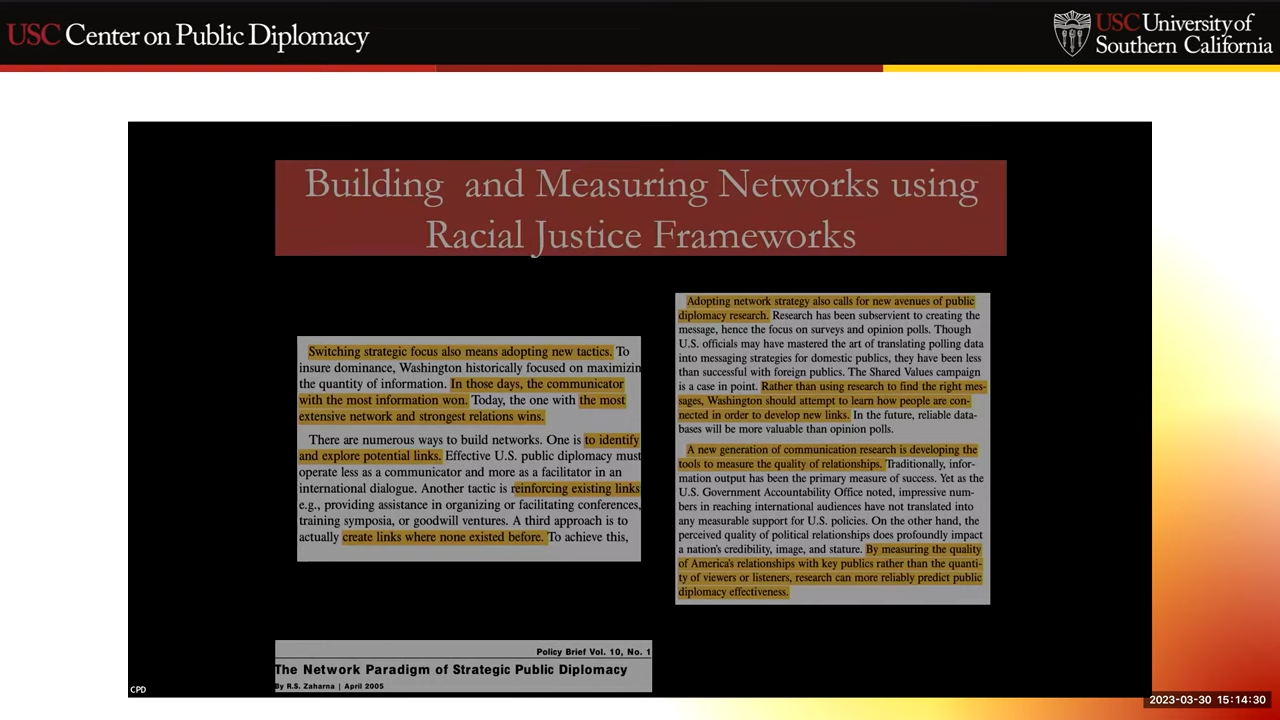 USC Center on Public Diplomacy
USC University of
Southern California
Building and Measuring Networks using
Racial Justice Frameworks
Switching strategic focus also means adopting new tactics. To
insure dominance, Washington historically focused on maximizin
the quantity of information. In those days, the communicator
with the most information won. Today, the one with the most
extensive network and strongest relations wins.
There are numerous ways to build networks. One is to identify
and explore potential links. Effective U.S. public diplomacy must
operate less as a communicator and more as a facilitator in an
international dialogue. Another tactic is reinforcing existing links
e.g., providing assistance in organizing or facilitating conferences,
training symposia, or goodwill ventures. A third approach is to
actually create links where none existed before. To achieve this,
Adopting network strategy also calls for new avenues of public
diplomacy research. Research has been subservient to creating the
message, hence the focus on surveys and opinion polls. Though
U.S. officials may have mastered the art of translating polling data
into messaging strategies for domestic publics, they have been less
than successful with foreign publics. The Shared Values campaign
is a case in point. Rather than using research to find the right mes-
sages, Washington should attempt to learn how people are con-
nected in order to develop new links. In the future, reliable data-
bases will be more valuable than opinion polls.
A new generation of communication research is developing the
tools to measure the quality of relationships. Traditionally, infor-
mation output has been the primary measure of success. Yet as the
U.S. Government Accountability Office noted, impressive num-
bers in reaching international audiences have not translated into
any measurable support for U.S. policies. On the other hand, the
perceived quality of political relationships does profoundly impact
a nation's credibility, image, and stature. By measuring the quality
of America's relationships with key publics rather than the quanti-
ty of viewers or listeners, research can more reliably predict public
diplomacy effectiveness.
Policy Brief Vol. 10, No. 1
The Network Paradigm of Strategic Public Diplomacy
By R.S. Zaharna | April 2005
CPD
2023-03-30 15:14:30